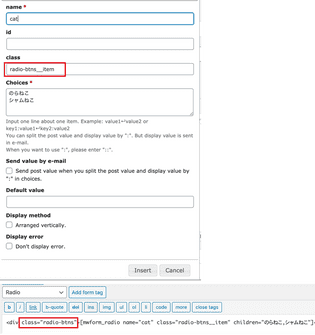 name *
cat
id
class
radio-btns__item
Choices *
のらねこ
シャムねこ
Input one line about one item. Example: value1↵value2 or
key1:value1↵key2:value2
You can split the post value and display value by ":". But display value is sent
in e-mail.
When you want to use ":", please enter "::".
Send value by e-mail
Send post value when you split the post value and display value by
":" in choices.
Default value
Display method
Arranged vertically.
Display error
Don't display error.
Insert Cancel
Radio Add form tag
b i link b-quote del ins img ul ol li code more close tags
<div class="radio-btns">[mwform_radio name="cat" class="radio-btns__item" children="のらねこ,シャムねこ"]